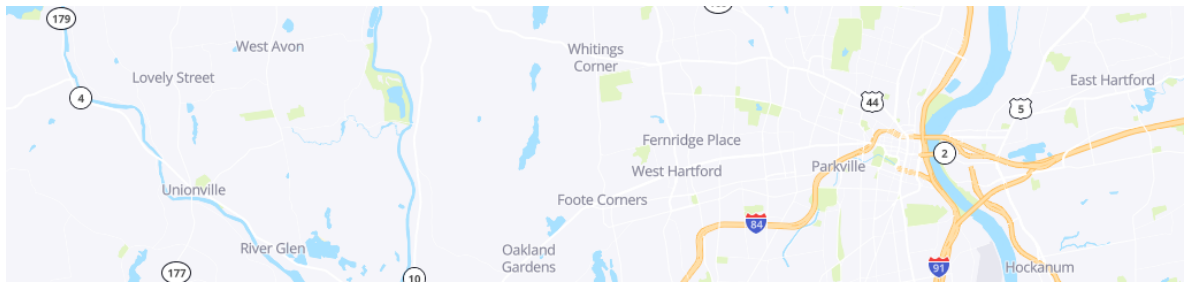 179
West Avon
Whitings
Corner
Lovely Street
East Hartford
4
44
5
Fernridge Place
2
West Hartford
Parkville
Unionville
Foote Corners
84
River Glen
Oakland
Gardens
177
10
91
Hockanum